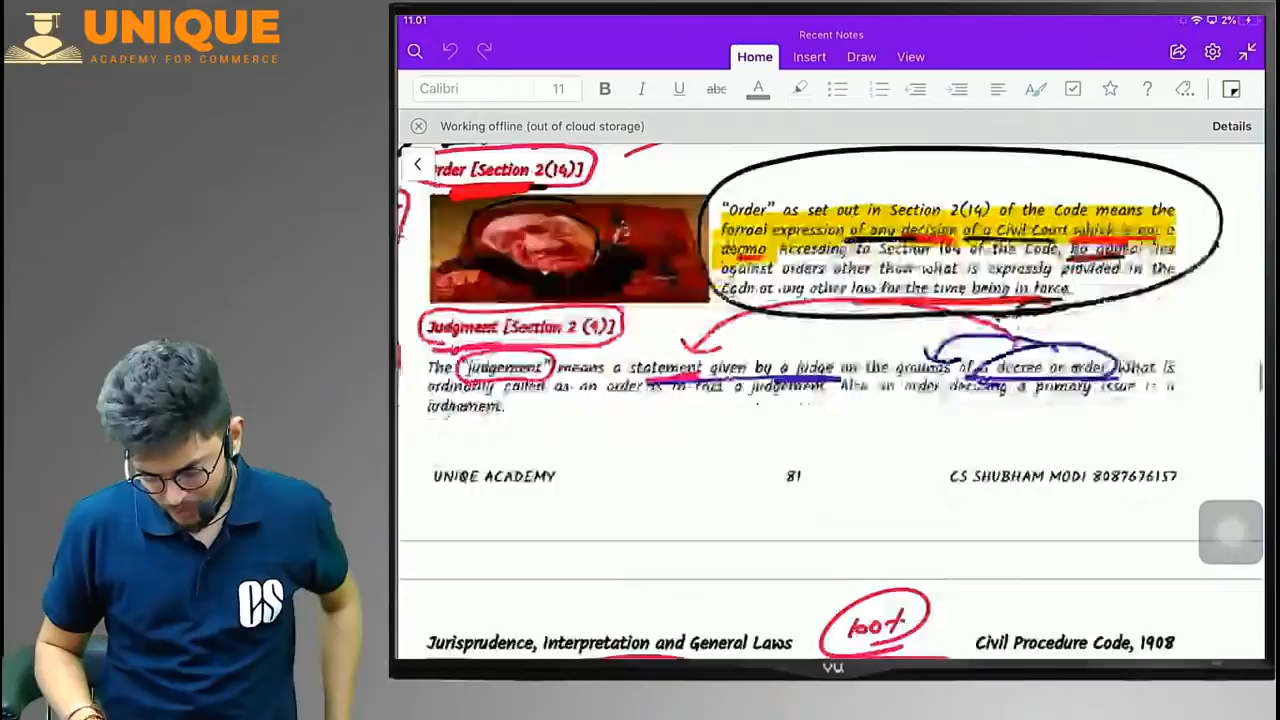 UNIQUE
ACADEMY FOR COMMERCE
11.01
2%
Recent Notes
Home Insert Draw View
Calibri 11 B I U abc A
Working offline (out of cloud storage) Details
rder [Section 2(14)]
"Order" as set out in Section 2(14) of the Code means the
formal expression of any decision of a Civil Court which is not a
According to Section 104 of the Code, no appeal lies
against orders other than what is expressly provided in the
Code or any other law for the time being in force.
Judgment [Section 2 (9)]
The "judgement" means a statement given by a judge on the grounds of a decree or order. What is
ordinarily called as an order is in fact a judgement. Also an order deciding a primary issue is a
judgment.
UNIQE ACADEMY 81 CS SHUBHAM MODI 8087676157
100%
Jurisprudence, Interpretation and General Laws Civil Procedure Code, 1908
VU
CS